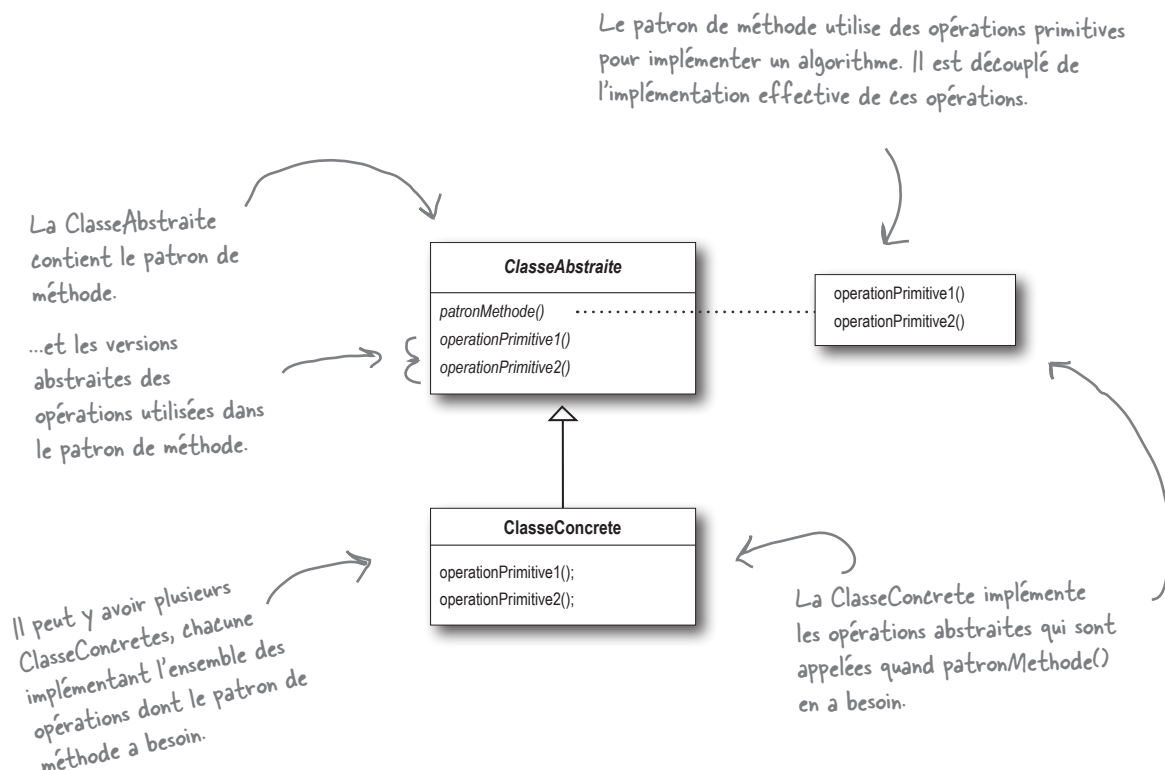 Le patron de méthode utilise des opérations primitives
pour implémenter un algorithme. Il est découplé de
l'implémentation effective de ces opérations.
La ClasseAbstraite
contient le patron de
méthode.
...et les versions
abstraites des
opérations utilisées dans
le patron de méthode.
ClasseAbstraite
patronMethode()
operationPrimitive1()
operationPrimitive2()
operationPrimitive1()
operationPrimitive2()
ClasseConcrete
operationPrimitive1();
operationPrimitive2();
Il peut y avoir plusieurs
ClasseConcretes, chacune
implémentant l'ensemble des
opérations dont le patron de
méthode a besoin.
La ClasseConcrete implémente
les opérations abstraites qui sont
appelées quand patronMethode()
en a besoin.